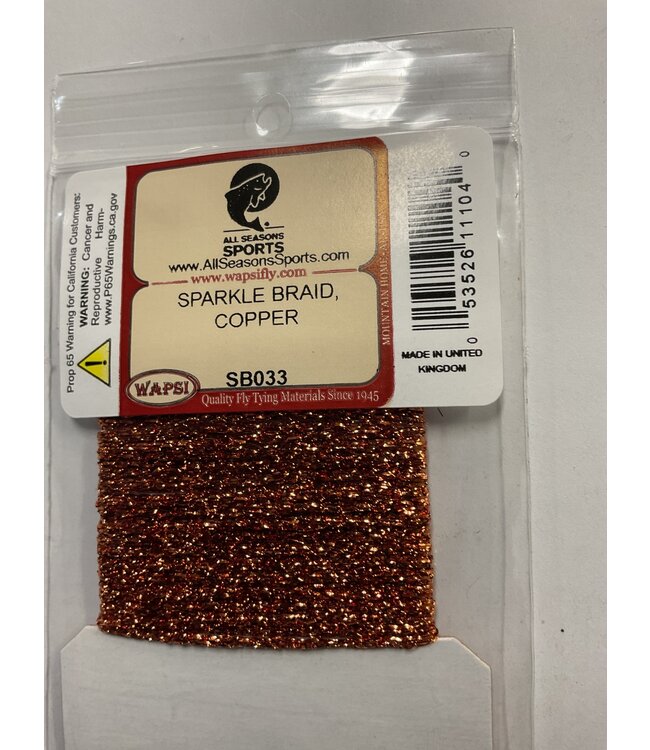 Prop 65 Warning for California Customers:
WARNING: Cancer and
Reproductive Harm-
www.P65Warnings.ca.gov
ALL SEASONS
SPORTS
www.AllSeasonsSports.com
www.wapsifly.com
SPARKLE BRAID,
COPPER
SB033
WAPSI
Quality Fly Tying Materials Since 1945
MOUNTAIN HOME
0 53526 11104 0
MADE IN UNITED
KINGDOM